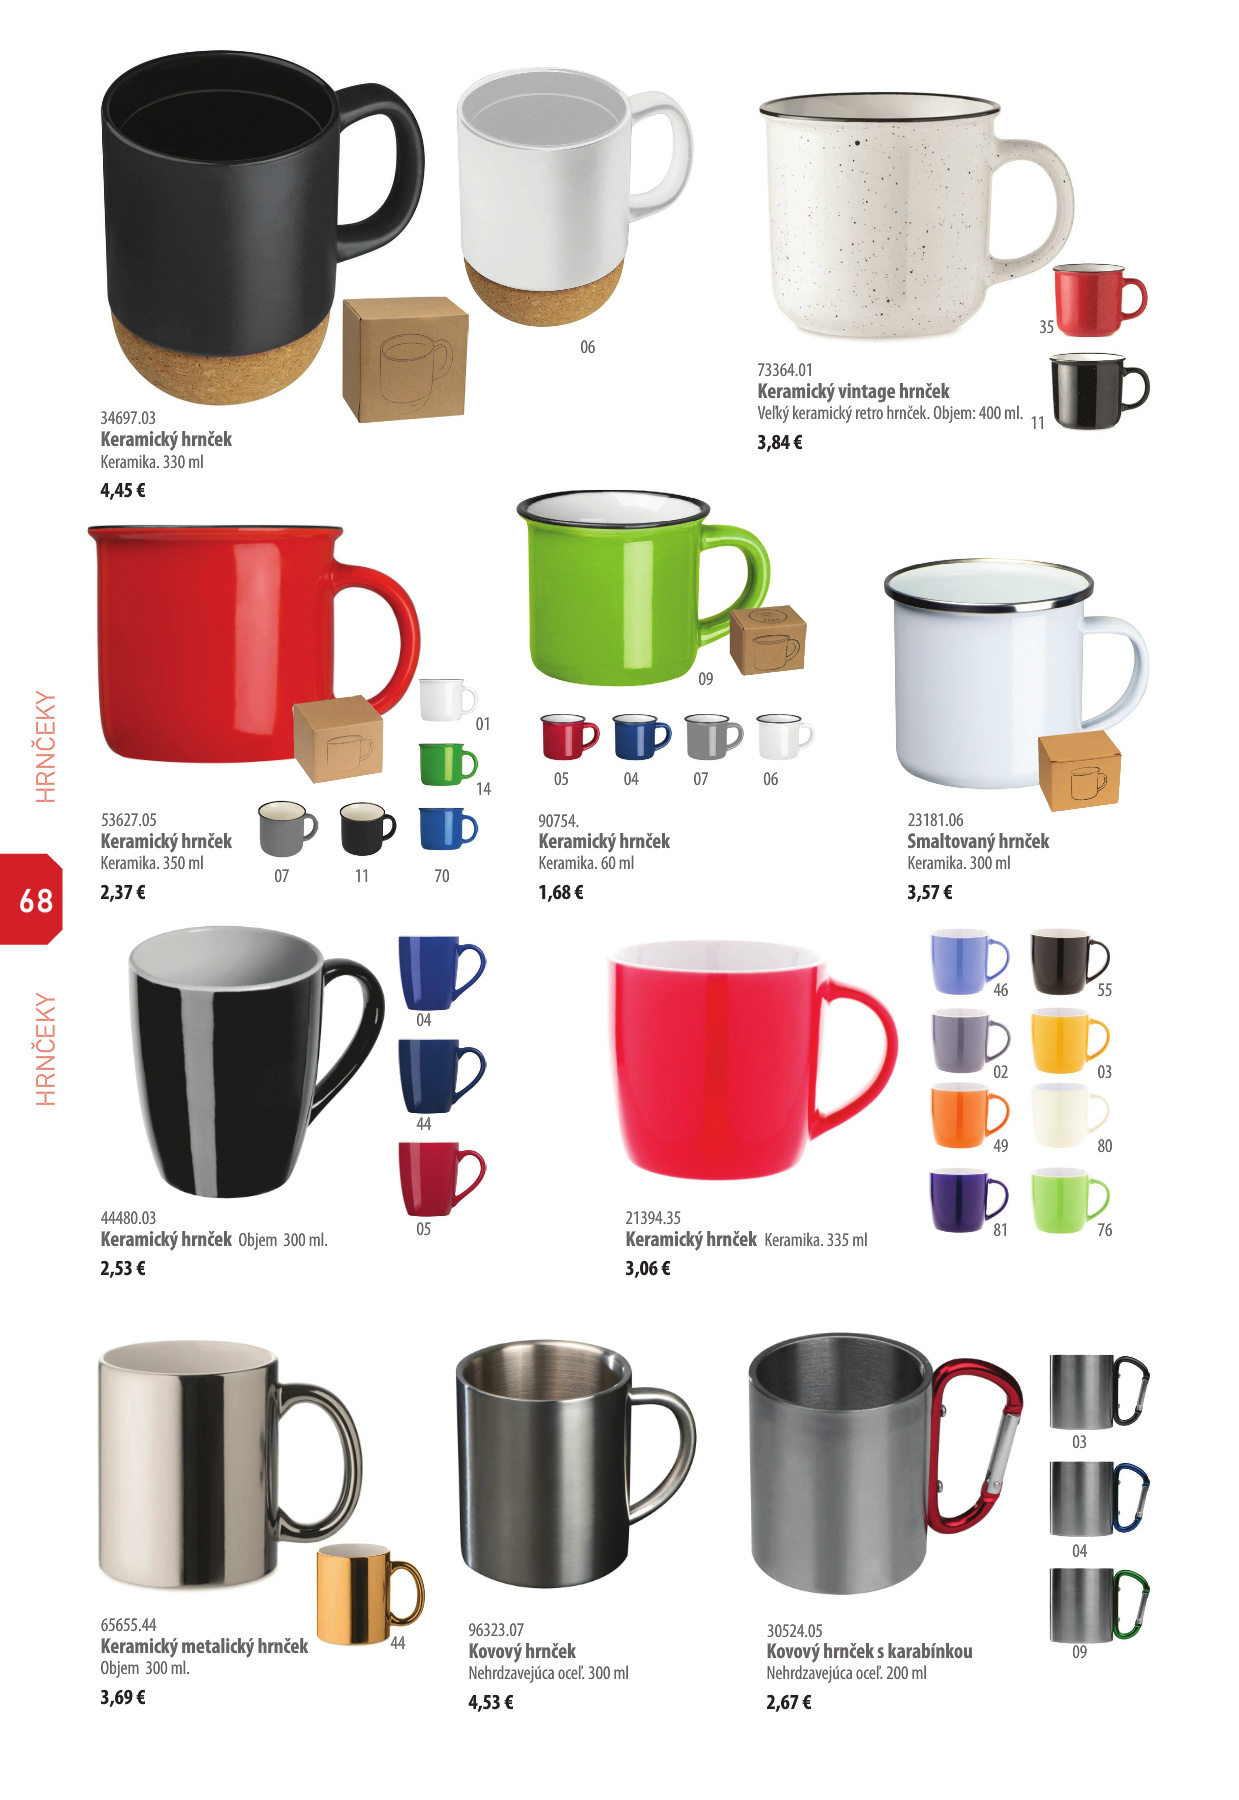 06
34697.03
Keramický hrnček
Keramika. 330 ml
4,45 €
35
73364.01
Keramický vintage hrnček
Veľký keramický retro hrnček. Objem: 400 ml.
11
3,84 €
01
14
53627.05
Keramický hrnček
Keramika. 350 ml
2,37 €
07
11
70
09
05
04
07
06
90754.
Keramický hrnček
Keramika. 60 ml
1,68 €
23181.06
Smaltovaný hrnček
Keramika. 300 ml
3,57 €
HRNČEKY
68
HRNČEKY
04
44
05
44480.03
Keramický hrnček Objem 300 ml.
2,53 €
46
55
02
03
49
80
81
76
21394.35
Keramický hrnček Keramika. 335 ml
3,06 €
65655.44
Keramický metalický hrnček
Objem 300 ml.
3,69 €
44
96323.07
Kovový hrnček
Nehrdzavejúca oceľ. 300 ml
4,53 €
30524.05
Kovový hrnček s karabínkou
Nehrdzavejúca oceľ. 200 ml
2,67 €
03
04
09